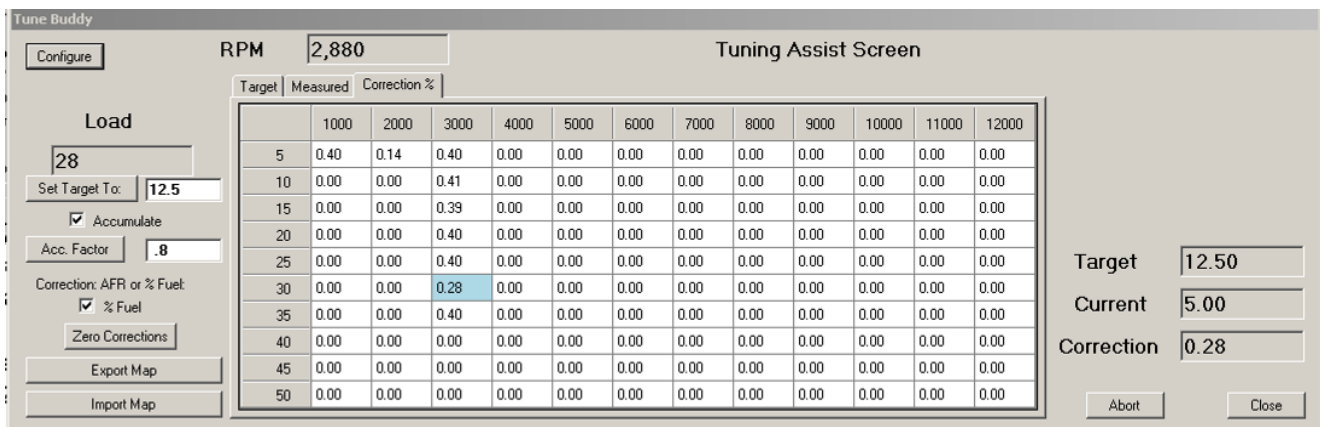 Tune Buddy
Configure
RPM 2,880
Tuning Assist Screen
Target Measured Correction %
Load
28
Set Target To: 12.5
Accumulate
Acc. Factor .8
Correction: AFR or % Fuel:
% Fuel
Zero Corrections
Export Map
Import Map
1000 2000 3000 4000 5000 6000 7000 8000 9000 10000 11000 12000
5 0.40 0.14 0.40 0.00 0.00 0.00 0.00 0.00 0.00 0.00 0.00 0.00
10 0.00 0.00 0.41 0.00 0.00 0.00 0.00 0.00 0.00 0.00 0.00 0.00
15 0.00 0.00 0.39 0.00 0.00 0.00 0.00 0.00 0.00 0.00 0.00 0.00
20 0.00 0.00 0.40 0.00 0.00 0.00 0.00 0.00 0.00 0.00 0.00 0.00
25 0.00 0.00 0.40 0.00 0.00 0.00 0.00 0.00 0.00 0.00 0.00 0.00
30 0.00 0.00 0.28 0.00 0.00 0.00 0.00 0.00 0.00 0.00 0.00 0.00
35 0.00 0.00 0.40 0.00 0.00 0.00 0.00 0.00 0.00 0.00 0.00 0.00
40 0.00 0.00 0.00 0.00 0.00 0.00 0.00 0.00 0.00 0.00 0.00 0.00
45 0.00 0.00 0.00 0.00 0.00 0.00 0.00 0.00 0.00 0.00 0.00 0.00
50 0.00 0.00 0.00 0.00 0.00 0.00 0.00 0.00 0.00 0.00 0.00 0.00
Target 12.50
Current 5.00
Correction 0.28
Abort Close